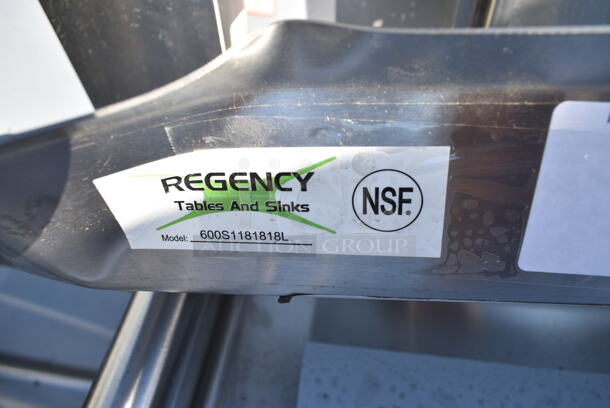 REGENCY
Tables And Sinks
NSF.
Model: 600S1181818L
AUCTION GROUP